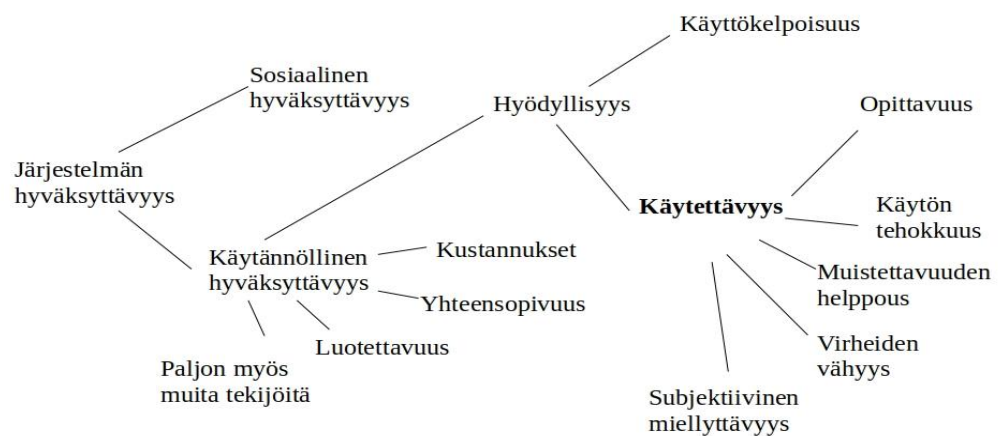 Käyttökelpoisuus
Sosiaalinen
hyväksyttävyys
Hyödyllisyys
Opittavuus
Järjestelmän
hyväksyttävyys
Käytettävyys
Käytön
tehokkuus
Käytännöllinen
hyväksyttävyys
Kustannukset
Muistettavuuden
helppous
Yhteensopivuus
Luotettavuus
Virheiden
vähyys
Paljon myös
muita tekijöitä
Subjektiivinen
miellyttävyys